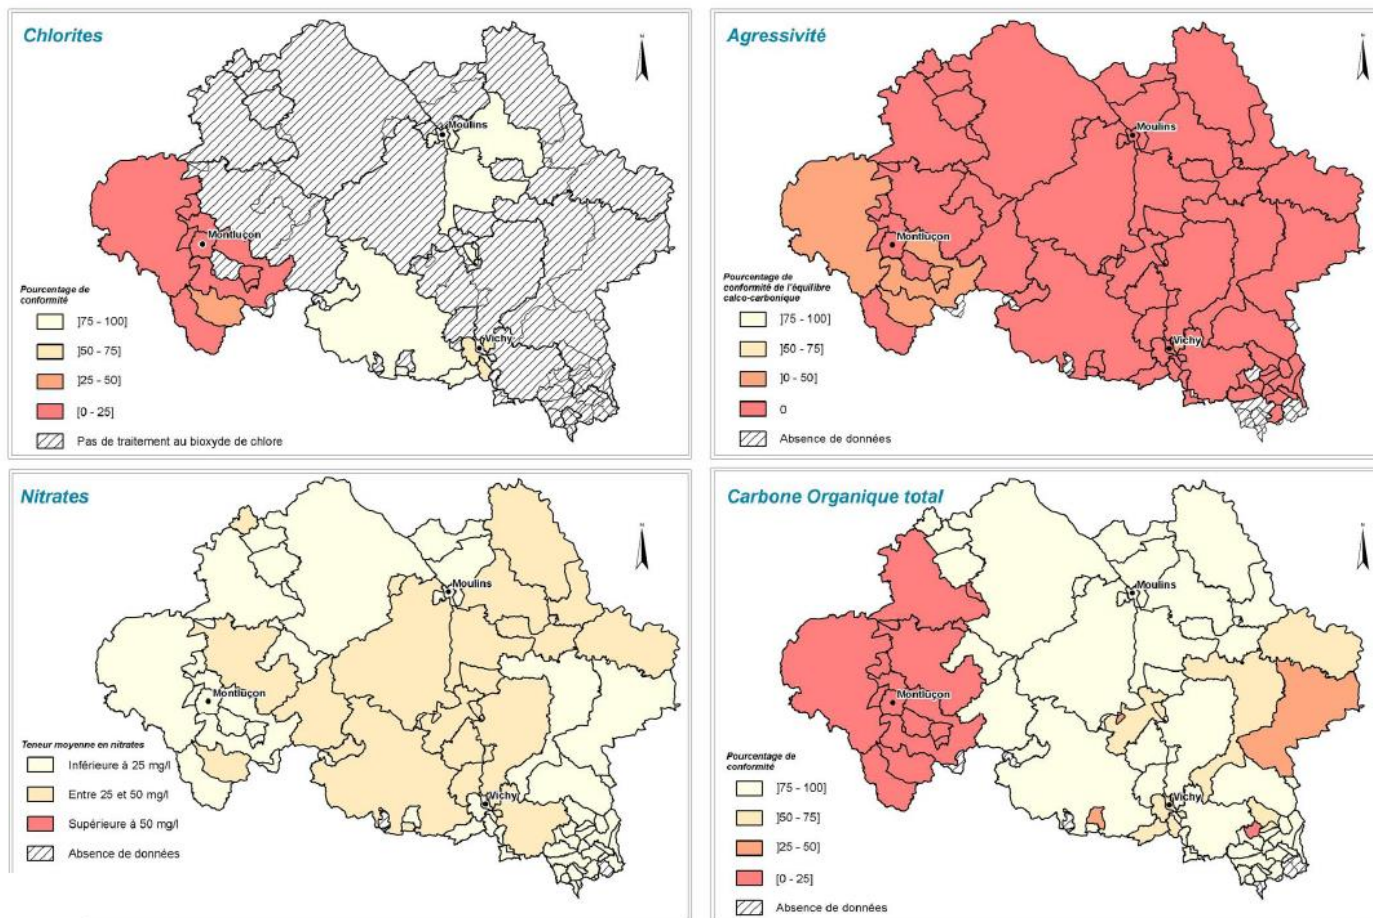 Chlorites
N
Moulins
Montluçon
Vichy
Pourcentage de
conformité
]75 - 100]
]50 - 75]
]25 - 50]
[0 - 25]
Pas de traitement au bioxyde de chlore
Agressivité
N
Moulins
Montluçon
Vichy
Pourcentage de
conformité de l'équilibre
calco-carbonique
]75 - 100]
]50 - 75]
]0 - 50]
0
Absence de données
Nitrates
N
Moulins
Montluçon
Vichy
Teneur moyenne en nitrates
Inférieure à 25 mg/l
Entre 25 et 50 mg/l
Supérieure à 50 mg/l
Absence de données
Carbone Organique total
N
Moulins
Montluçon
Vichy
Pourcentage de
conformité
]75 - 100]
]50 - 75]
]25 - 50]
[0 - 25]
Absence de données